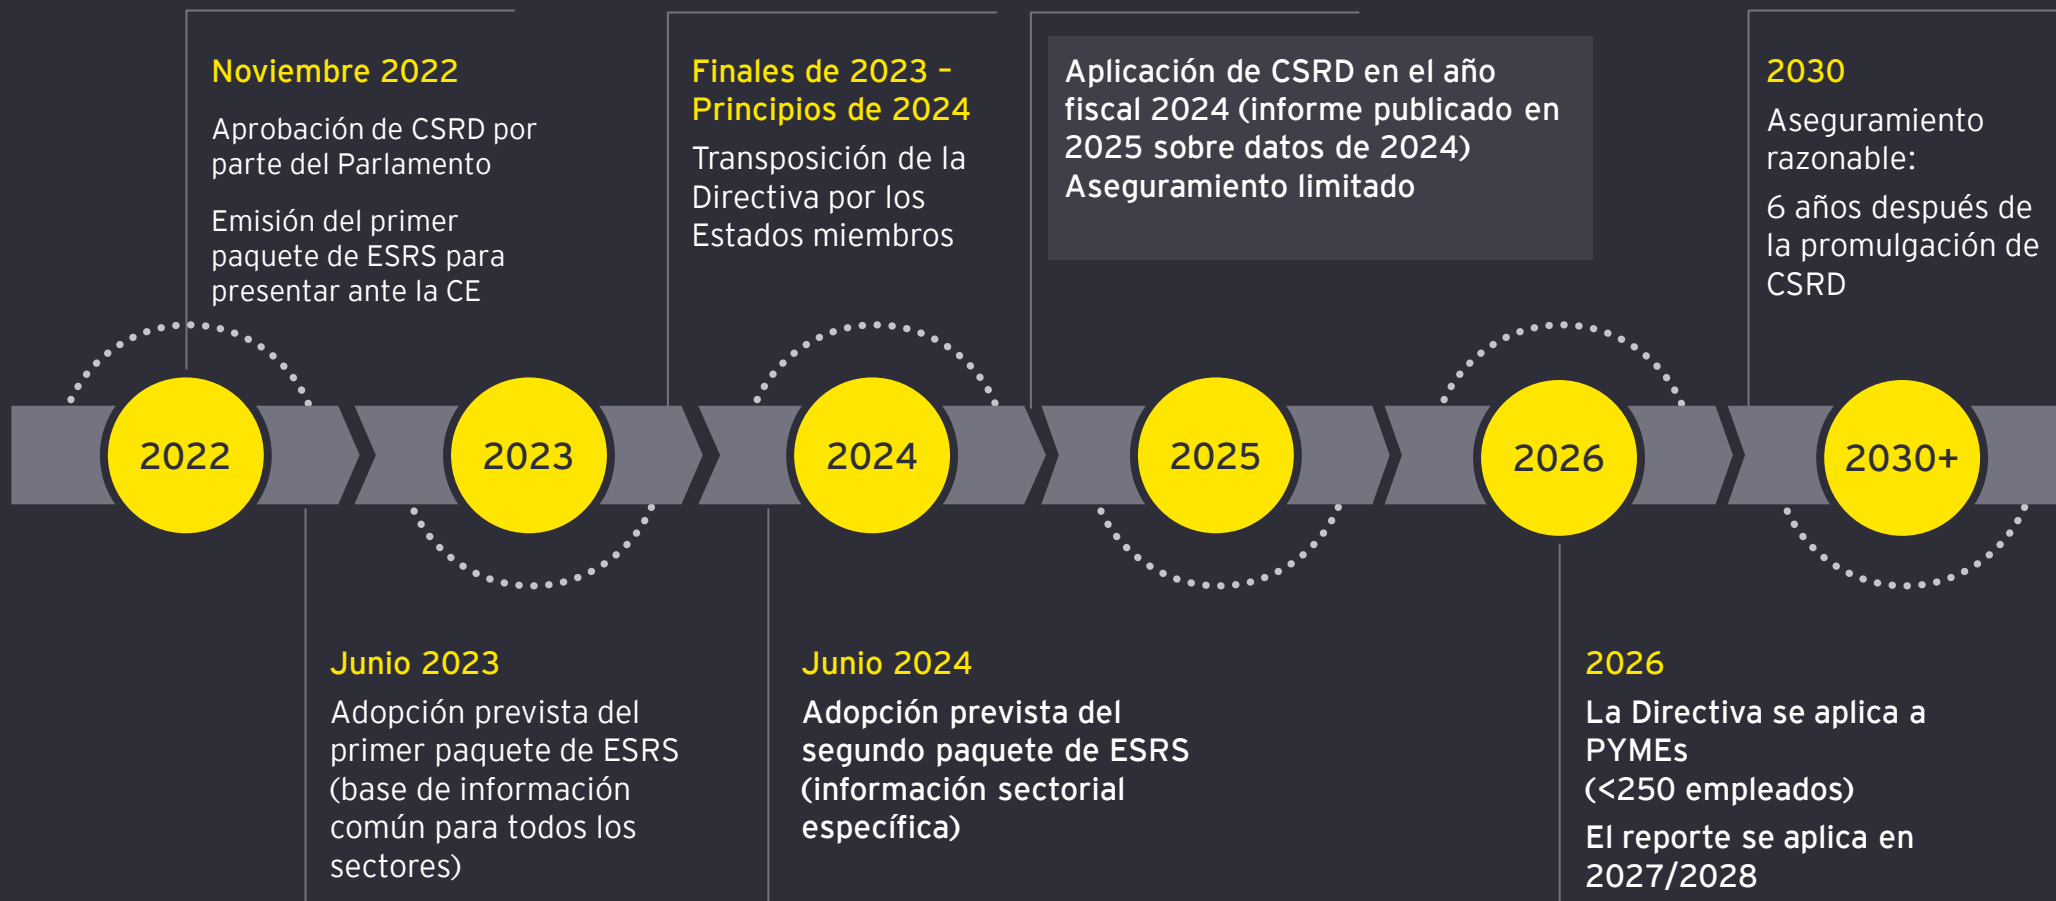 Noviembre 2022
Aprobación de CSRD por
parte del Parlamento
Emisión del primer
paquete de ESRS para
presentar ante la CE
Finales de 2023 –
Principios de 2024
Transposición de la
Directiva por los
Estados miembros
Aplicación de CSRD en el año
fiscal 2024 (informe publicado en
2025 sobre datos de 2024)
Aseguramiento limitado
2030
Aseguramiento
razonable:
6 años después de
la promulgación de
CSRD
2022
2023
2024
2025
2026
2030+
Junio 2023
Adopción prevista del
primer paquete de ESRS
(base de información
común para todos los
sectores)
Junio 2024
Adopción prevista del
segundo paquete de ESRS
(información sectorial
específica)
2026
La Directiva se aplica a
PYMEs
(<250 empleados)
El reporte se aplica en
2027/2028